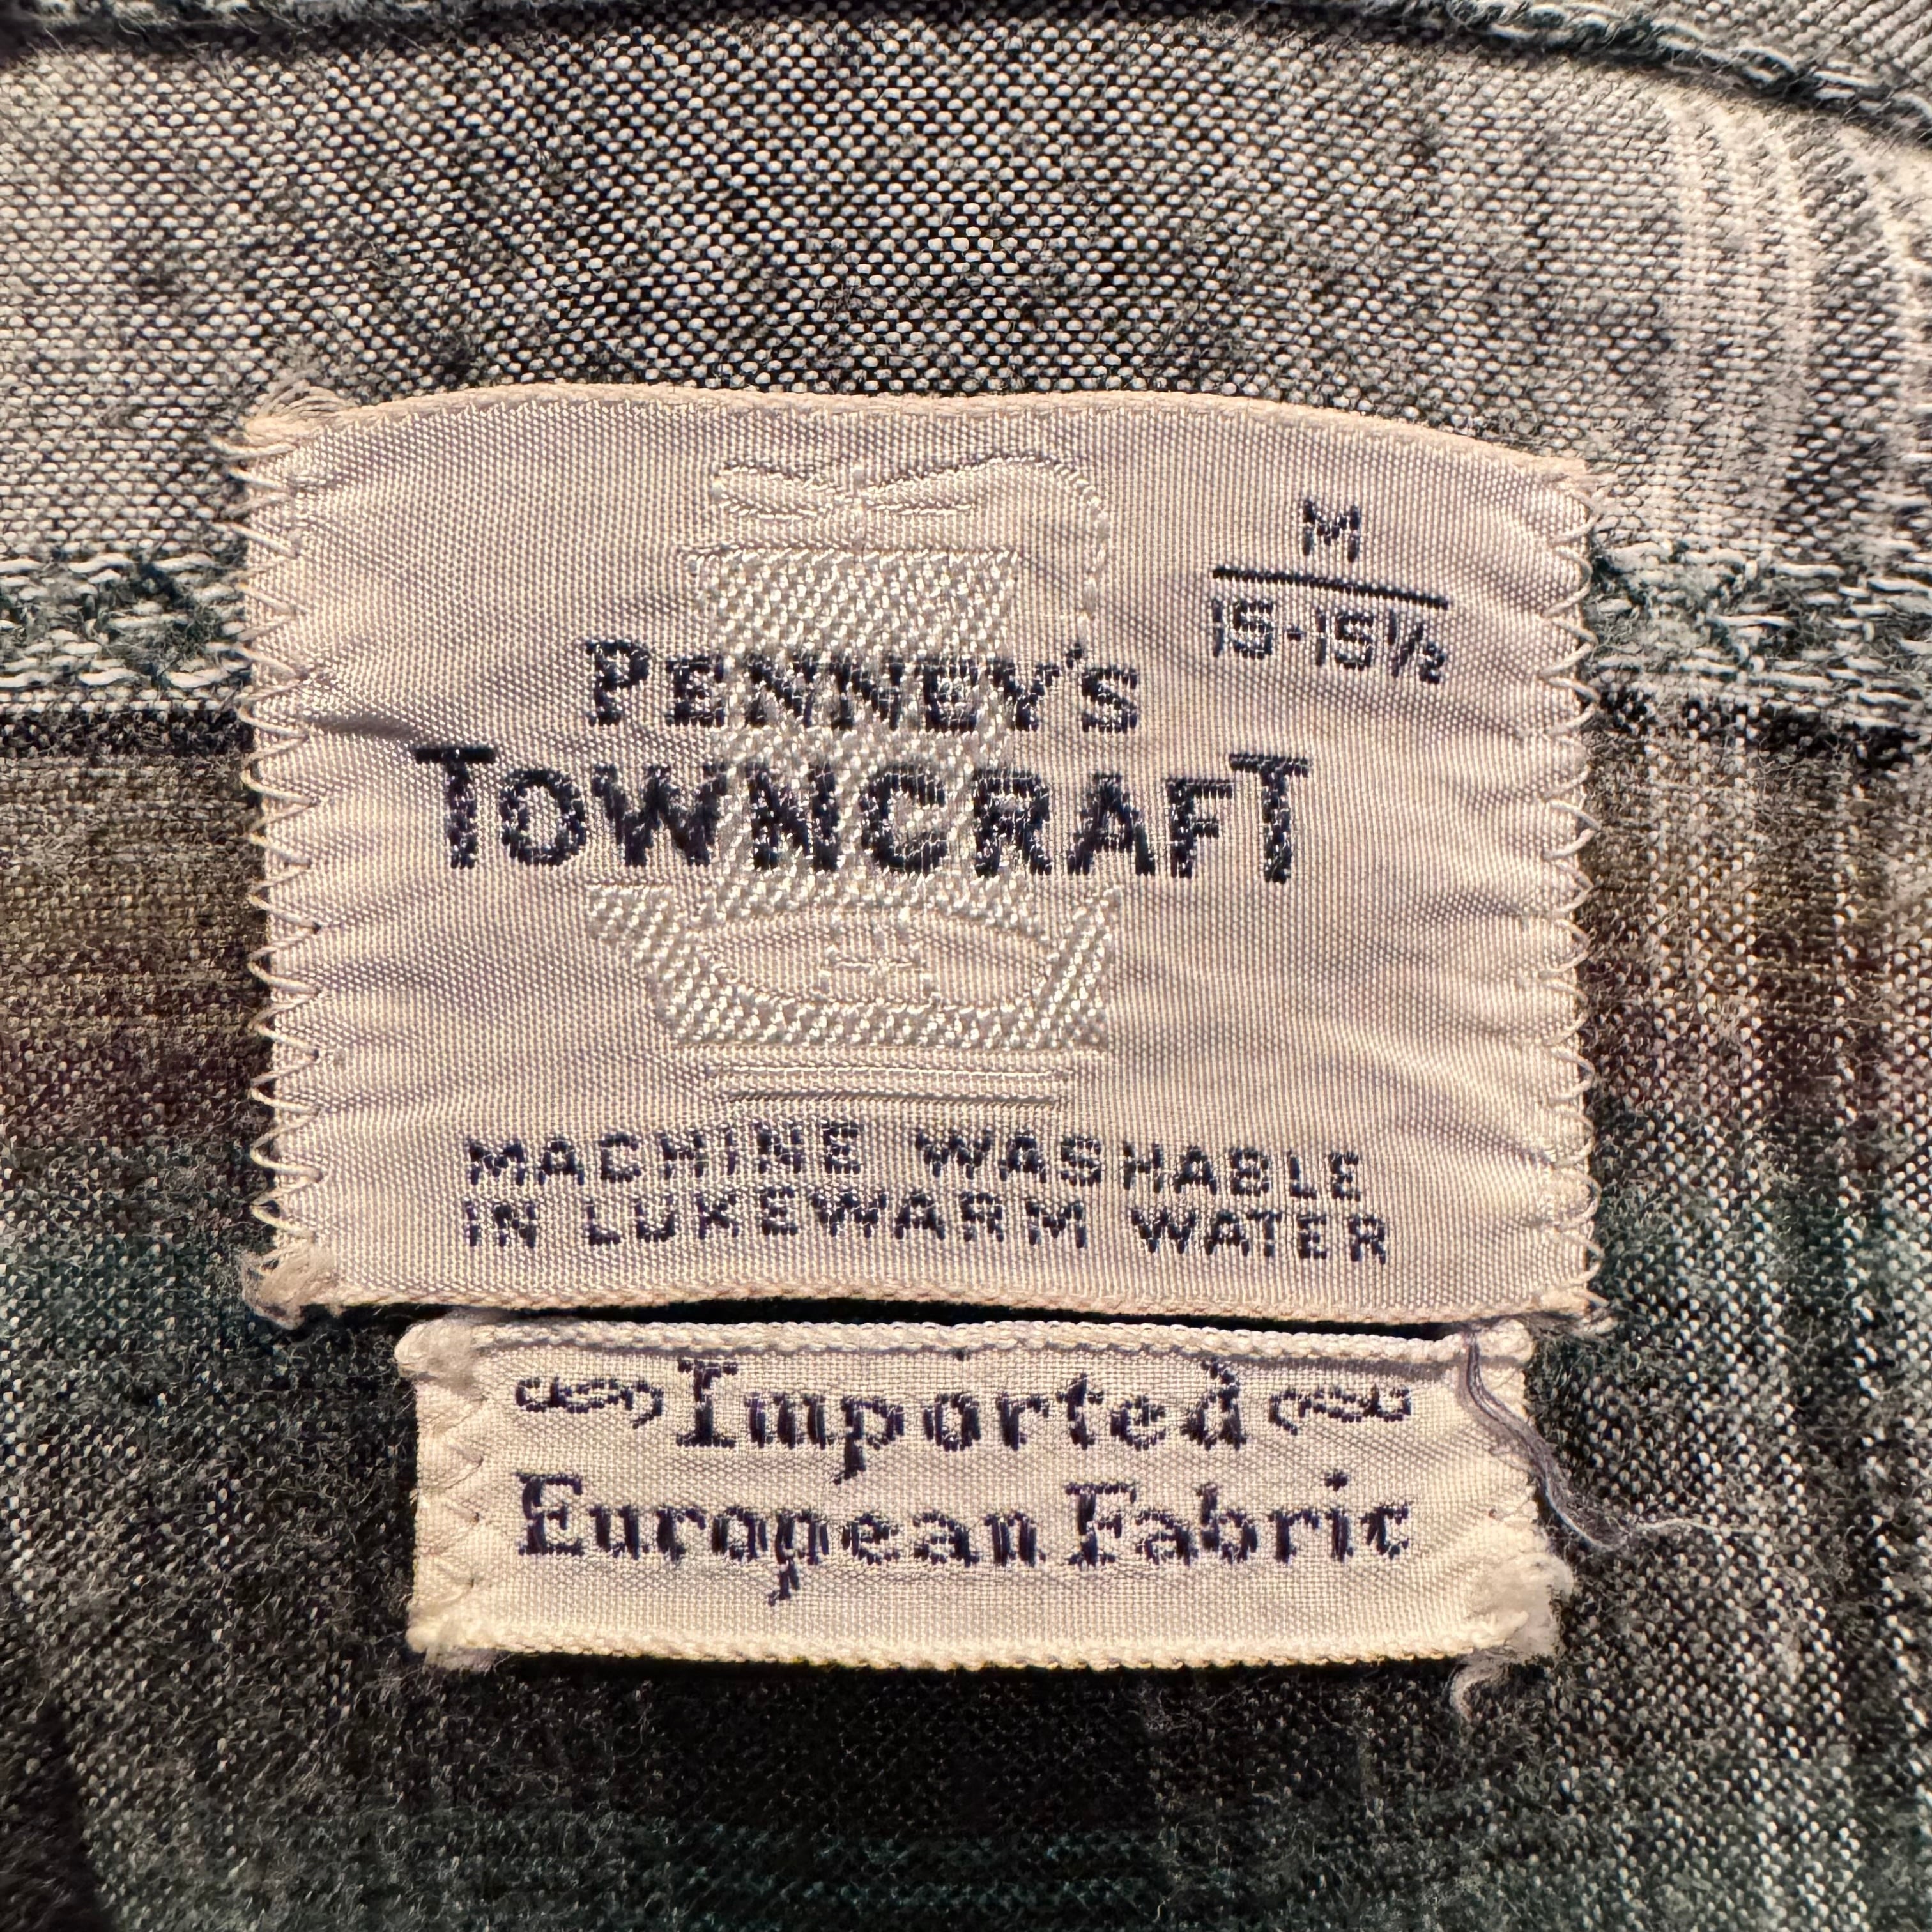 M
15-15½
PENNEY'S
TOWNCRAFT
MACHINE WASHABLE
IN LUKEWARM WATER
Imported
European Fabric